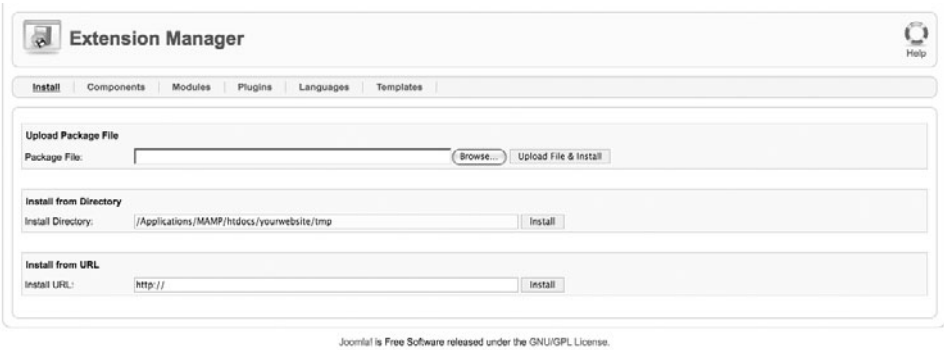 Extension Manager
Help
Install Components Modules Plugins Languages Templates
Upload Package File
Package File: Browse... Upload File & Install
Install from Directory
Install Directory: /Applications/MAMP/htdocs/yourwebsite/tmp Install
Install from URL
Install URL: http:// Install
Joomla! is Free Software released under the GNU/GPL License.